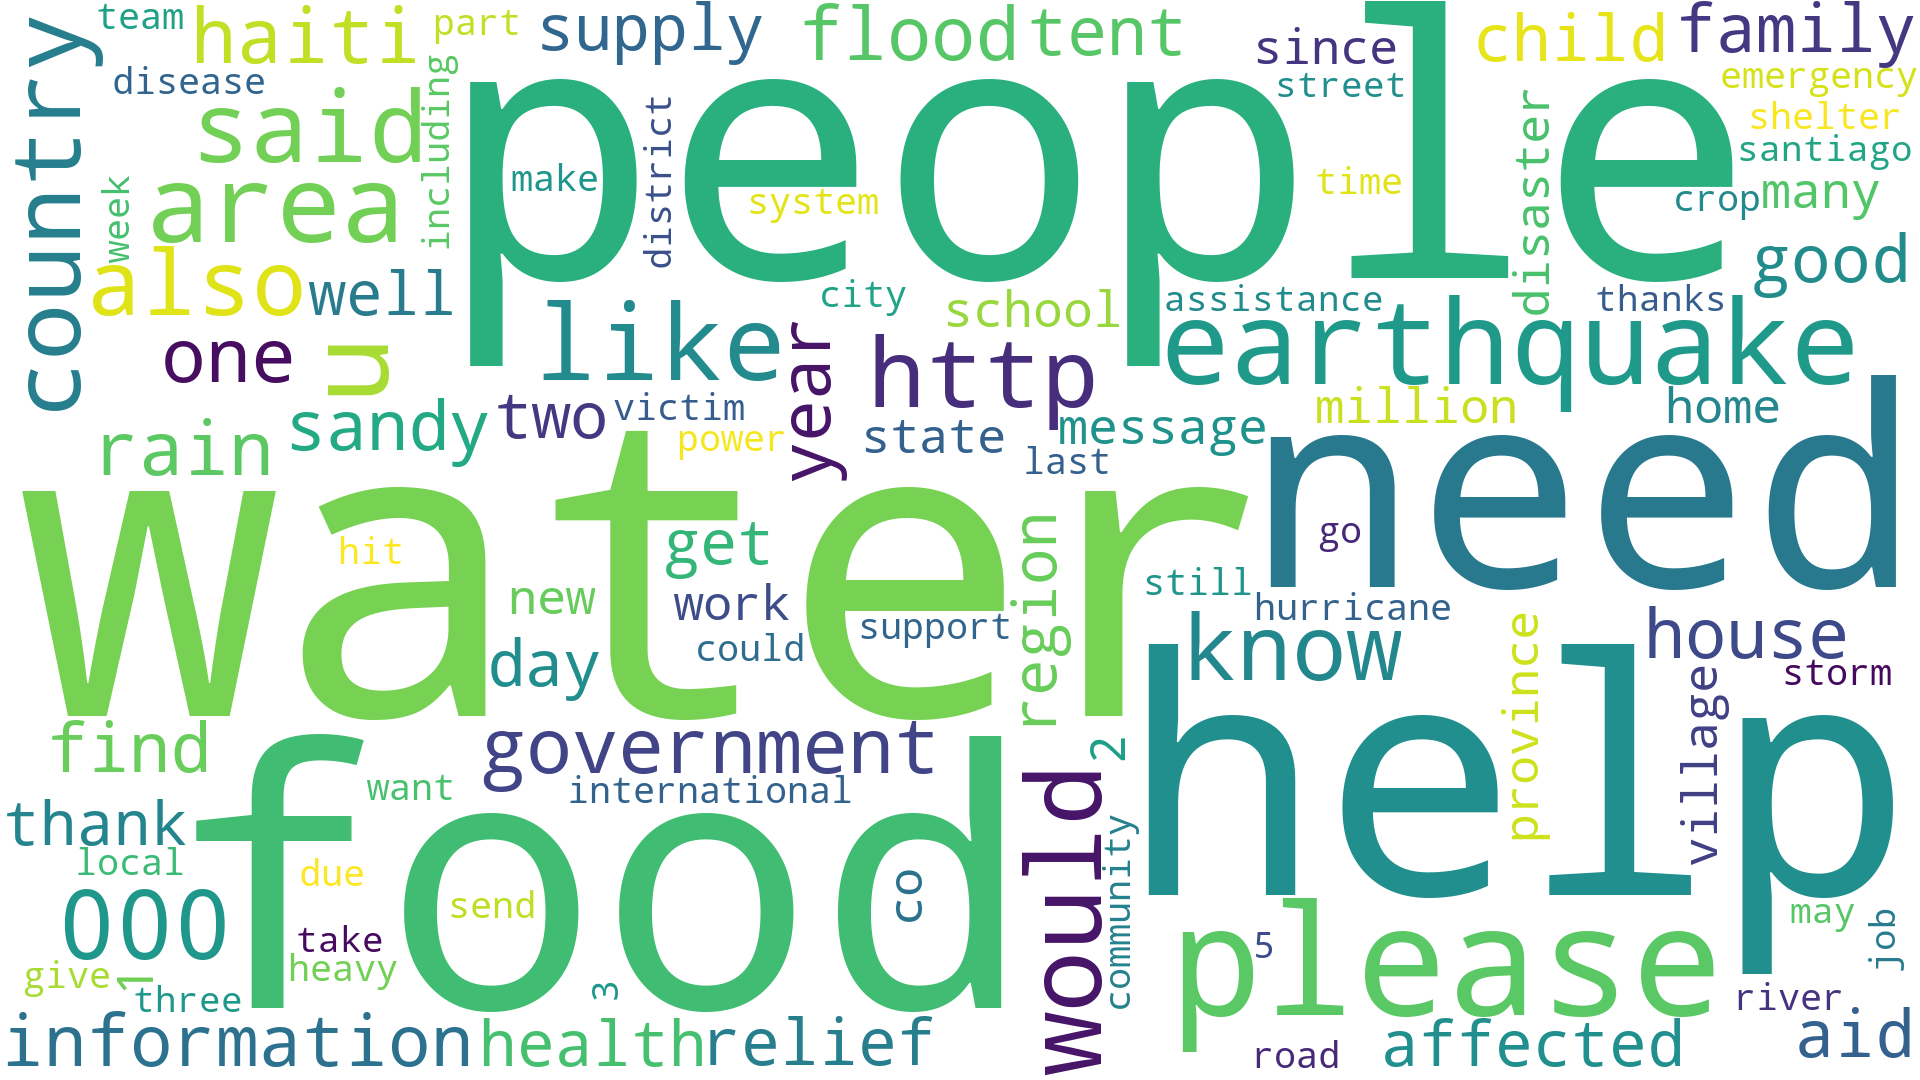 team
part
haiti
supply
flood
tent
since
child
family
country
disease
said
including
people
district
street
emergency
shelter
santiago
disaster
week
area
make
system
time
crop
many
also
well
like
city
school
assistance
thanks
good
one
u
year
http
earthquake
sandy
two
victim
power
state
message
last
million
home
rain
water
need
hit
get
new
work
could
support
day
region
still
go
hurricane
know
house
storm
find
government
international
want
would
2
help
province
village
thank
food
local
due
send
co
community
000
take
heavy
give
1
three
3
please
5
may
job
river
information
health
relief
road
affected
aid